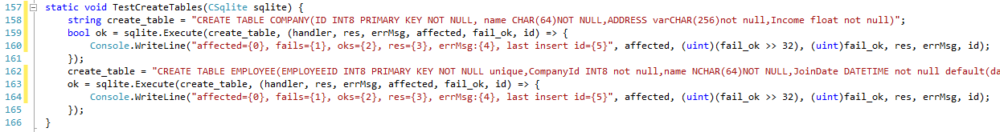 157 static void TestCreateTables(CSqlite sqlite) {
158 string create_table = "CREATE TABLE COMPANY(ID INT8 PRIMARY KEY NOT NULL, name CHAR(64)NOT NULL,ADDRESS varCHAR(256)not null,Income float not null)";
159 bool ok = sqlite.Execute(create_table, (handler, res, errMsg, affected, fail_ok, id) => {
160 Console.WriteLine("affected={0}, fails={1}, oks={2}, res={3}, errMsg:{4}, last insert id={5}", affected, (uint)(fail_ok >> 32), (uint)fail_ok, res, errMsg, id);
161 });
162 create_table = "CREATE TABLE EMPLOYEE(EMPLOYEEID INT8 PRIMARY KEY NOT NULL unique,CompanyId INT8 not null,name NCHAR(64)NOT NULL,JoinDate DATETIME not null default(da
163 ok = sqlite.Execute(create_table, (handler, res, errMsg, affected, fail_ok, id) => {
164 Console.WriteLine("affected={0}, fails={1}, oks={2}, res={3}, errMsg:{4}, last insert id={5}", affected, (uint)(fail_ok >> 32), (uint)fail_ok, res, errMsg, id);
165 });
166 }